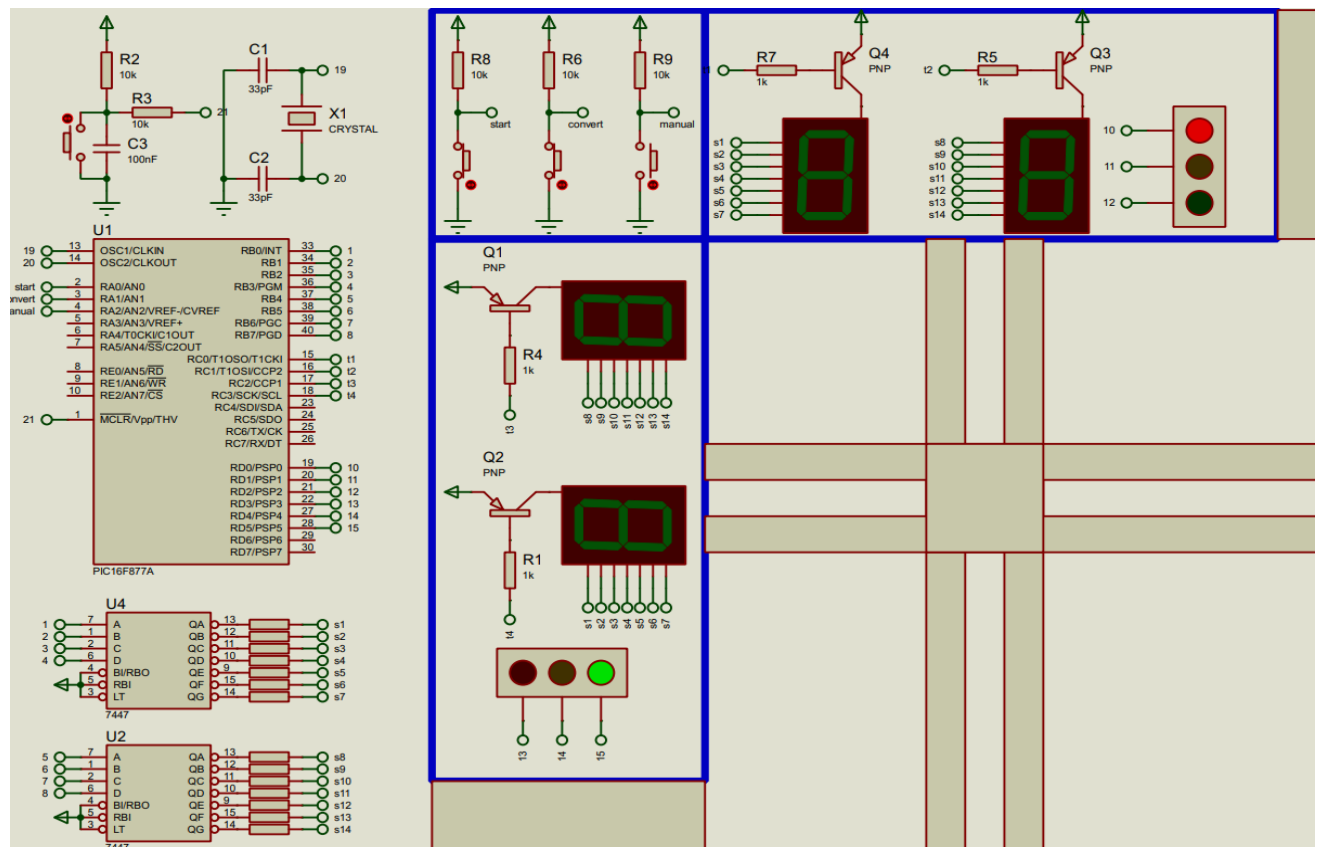 R2
10k
R3
10k
21
C3
100nF
C1
33pF
19
X1
CRYSTAL
C2
33pF
20
R8
10k
start
R6
10k
convert
R9
10k
manual
R7
1k
Q4
PNP
s1
s2
s3
s4
s5
s6
s7
t2
R5
1k
Q3
PNP
s8
s9
s10
s11
s12
s13
s14
10
11
12
U1
19 13 OSC1/CLKIN RB0/INT 33 1
20 14 OSC2/CLKOUT RB1 34 2
RB2 35 3
start 2 RA0/AN0 RB3/PGM 36 4
nvert 3 RA1/AN1 RB4 37 5
anual 4 RA2/AN2/VREF-/CVREF RB5 38 6
5 RA3/AN3/VREF+ RB6/PGC 39 7
6 RA4/T0CKI/C1OUT RB7/PGD 40 8
7 RA5/AN4/SS/C2OUT
RC0/T1OSO/T1CKI 15 t1
8 RE0/AN5/RD RC1/T1OSI/CCP2 16 t2
9 RE1/AN6/WR RC2/CCP1 17 t3
10 RE2/AN7/CS RC3/SCK/SCL 18 t4
RC4/SDI/SDA 23
21 1 MCLR/Vpp/THV RC5/SDO 24
RC6/TX/CK 25
RC7/RX/DT 26
RD0/PSP0 19 10
RD1/PSP1 20 11
RD2/PSP2 21 12
RD3/PSP3 22 13
RD4/PSP4 27 14
RD5/PSP5 28 15
RD6/PSP6 29
RD7/PSP7 30
PIC16F877A
Q1
PNP
R4
1k
t3
s8
s9
s10
s11
s12
s13
s14
Q2
PNP
R1
1k
t4
s1
s2
s3
s4
s5
s6
s7
13
14
15
U4
1 7 A QA 13 s1
2 1 B QB 12 s2
3 2 C QC 11 s3
4 6 D QD 10 s4
4 BI/RBO QE 9 s5
5 RBI QF 15 s6
3 LT QG 14 s7
7447
U2
5 7 A QA 13 s8
6 1 B QB 12 s9
7 2 C QC 11 s10
8 6 D QD 10 s11
4 BI/RBO QE 9 s12
5 RBI QF 15 s13
3 LT QG 14 s14
7447